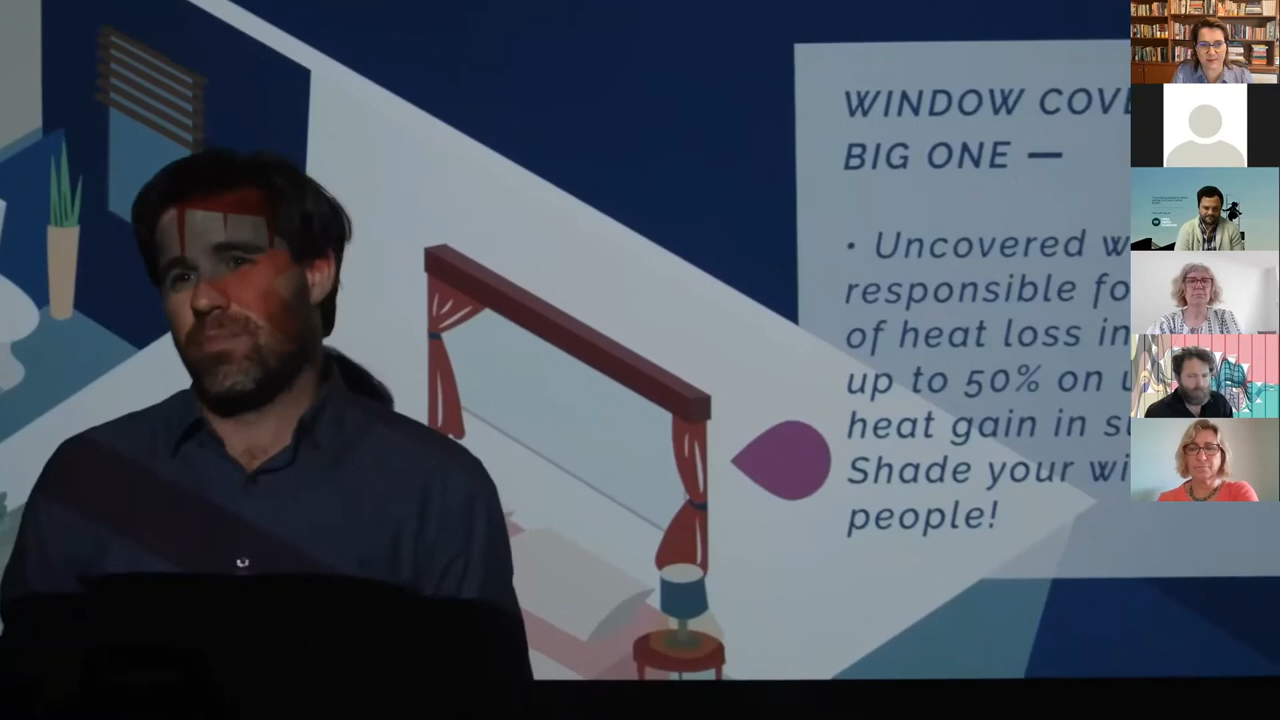 WINDOW COVE
BIG ONE —
• Uncovered w
responsible fo
of heat loss in
up to 50% on u
heat gain in su
Shade your wi
people!